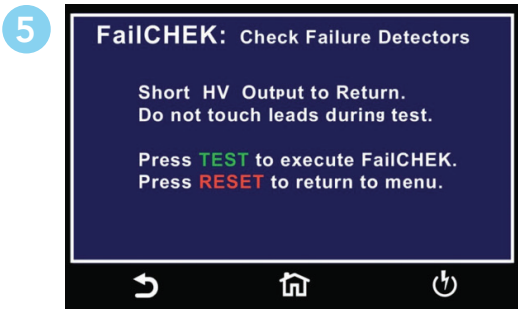 5
FailCHEK: Check Failure Detectors
Short HV Output to Return.
Do not touch leads during test.
Press TEST to execute FailCHEK.
Press RESET to return to menu.